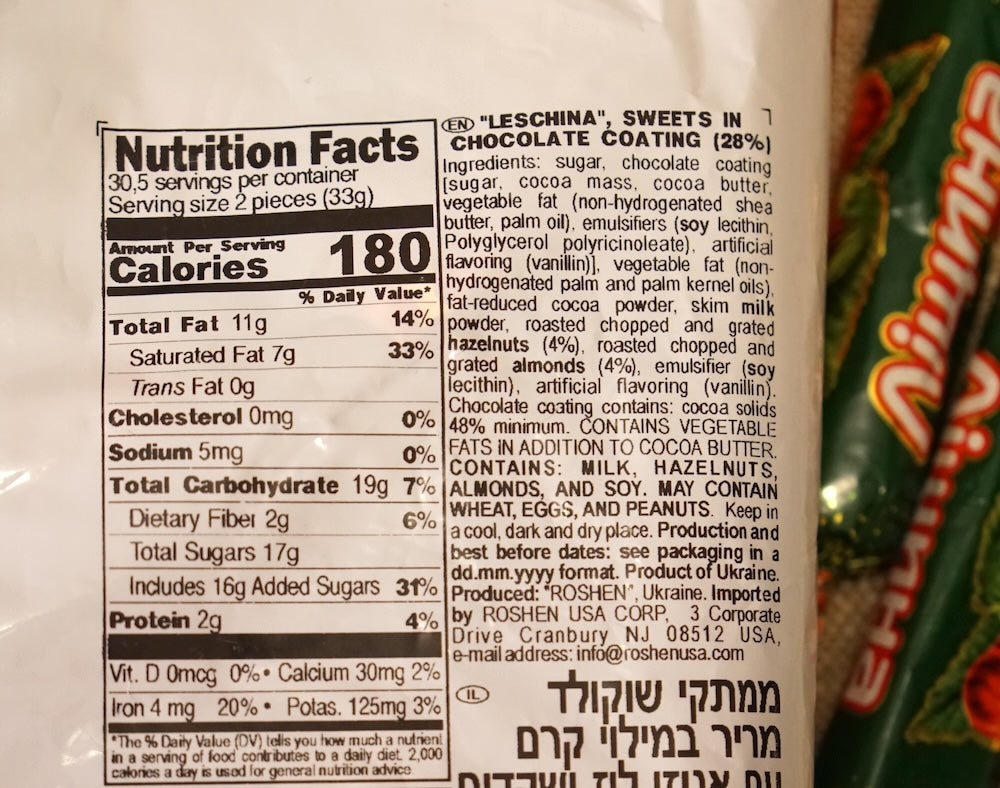 Nutrition Facts
30,5 servings per container
Serving size 2 pieces (33g)
Amount Per Serving
Calories 180
% Daily Value*
Total Fat 11g 14%
Saturated Fat 7g 33%
Trans Fat 0g
Cholesterol 0mg 0%
Sodium 5mg 0%
Total Carbohydrate 19g 7%
Dietary Fiber 2g 6%
Total Sugars 17g
Includes 16g Added Sugars 31%
Protein 2g 4%
Vit. D 0mcg 0% • Calcium 30mg 2%
Iron 4 mg 20% • Potas. 125mg 3%
*The % Daily Value (DV) tells you how much a nutrient
in a serving of food contributes to a daily diet. 2,000
calories a day is used for general nutrition advice
EN "LESCHINA", SWEETS IN
CHOCOLATE COATING (28%)
Ingredients: sugar, chocolate coating
[sugar, cocoa mass, cocoa butter,
vegetable fat (non-hydrogenated shea
butter, palm oil), emulsifiers (soy lecithin,
Polyglycerol polyricinoleate), artificial
flavoring (vanillin)], vegetable fat (non-
hydrogenated palm and palm kernel oils),
fat-reduced cocoa powder, skim milk
powder, roasted chopped and grated
hazelnuts (4%), roasted chopped and
grated almonds (4%), emulsifier (soy
lecithin), artificial flavoring (vanillin).
Chocolate coating contains: cocoa solids
48% minimum. CONTAINS VEGETABLE
FATS IN ADDITION TO COCOA BUTTER.
CONTAINS: MILK, HAZELNUTS,
ALMONDS, AND SOY. MAY CONTAIN
WHEAT, EGGS, AND PEANUTS. Keep in
a cool, dark and dry place. Production and
best before dates: see packaging in a
dd.mm.yyyy format. Product of Ukraine.
Produced: "ROSHEN", Ukraine. Imported
by ROSHEN USA CORP, 3 Corporate
Drive Cranbury NJ 08512 USA,
e-mail address: info@roshenusa.com
IL ממתקי שוקולד
מריר במילוי קרם
עם אגוזי לוז ושקדים